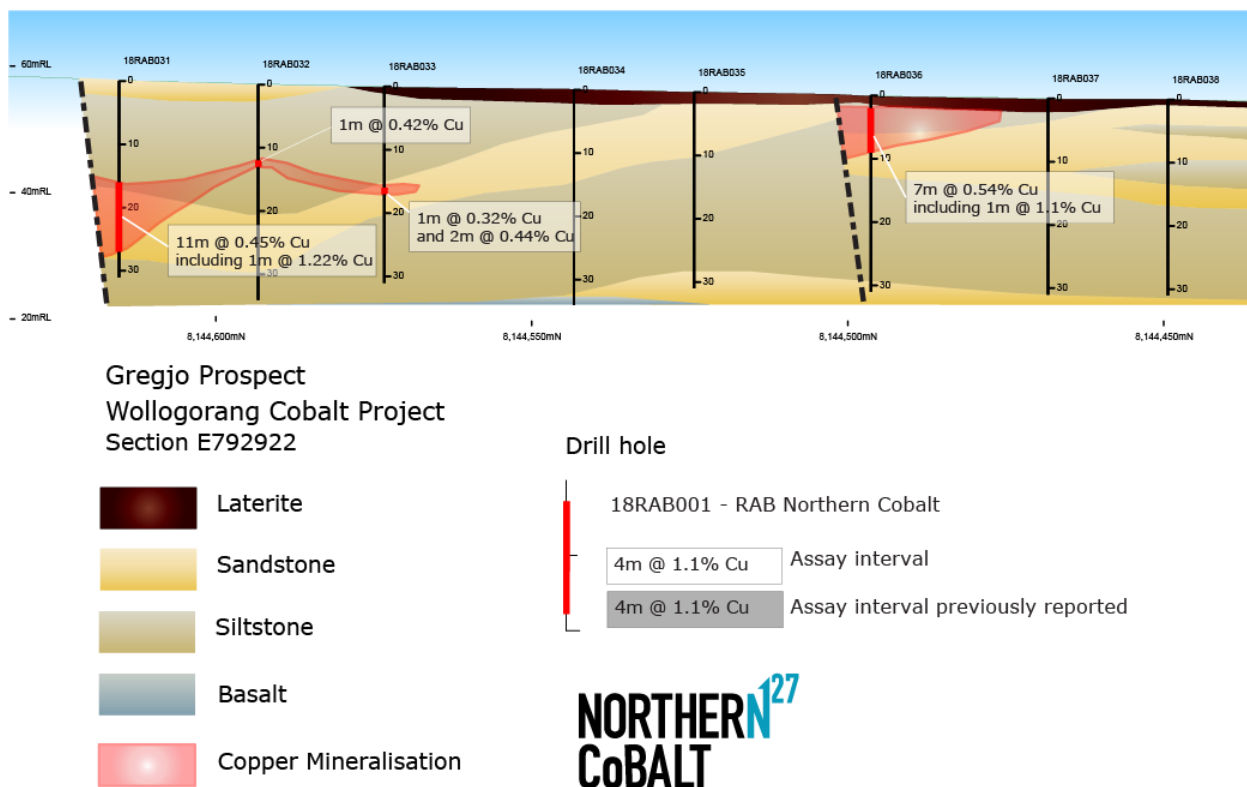 18RAB031 18RAB032 18RAB033 18RAB034 18RAB035 18RAB036 18RAB037 18RAB038
60mRL
40mRL
20mRL
0
10
20
30
0
10
20
30
0
10
20
30
0
10
20
30
0
10
20
30
0
10
20
30
0
10
20
30
0
10
20
30
1m @ 0.42% Cu
11m @ 0.45% Cu
including 1m @ 1.22% Cu
1m @ 0.32% Cu
and 2m @ 0.44% Cu
7m @ 0.54% Cu
including 1m @ 1.1% Cu
8,144,600mN 8,144,550mN 8,144,500mN 8,144,450mN
Gregjo Prospect
Wollogorang Cobalt Project
Section E792922
Laterite
Sandstone
Siltstone
Basalt
Copper Mineralisation
Drill hole
18RAB001 - RAB Northern Cobalt
4m @ 1.1% Cu Assay interval
4m @ 1.1% Cu Assay interval previously reported
NORTHERN 27
CoBALT